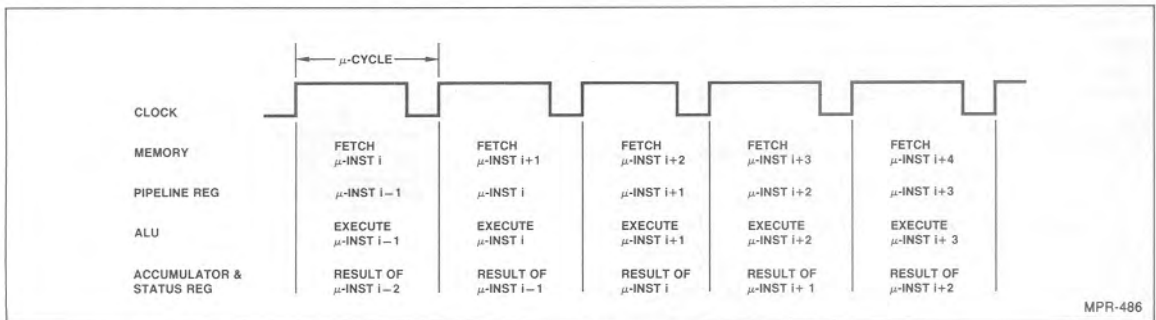 μ-CYCLE
CLOCK
MEMORY
FETCH μ-INST i
FETCH μ-INST i+1
FETCH μ-INST i+2
FETCH μ-INST i+3
FETCH μ-INST i+4
PIPELINE REG
μ-INST i−1
μ-INST i
μ-INST i+1
μ-INST i+2
μ-INST i+3
ALU
EXECUTE μ-INST i−1
EXECUTE μ-INST i
EXECUTE μ-INST i+1
EXECUTE μ-INST i+2
EXECUTE μ-INST i+ 3
ACCUMULATOR & STATUS REG
RESULT OF μ-INST i−2
RESULT OF μ-INST i−1
RESULT OF μ-INST i
RESULT OF μ-INST i+ 1
RESULT OF μ-INST i+2
MPR-486